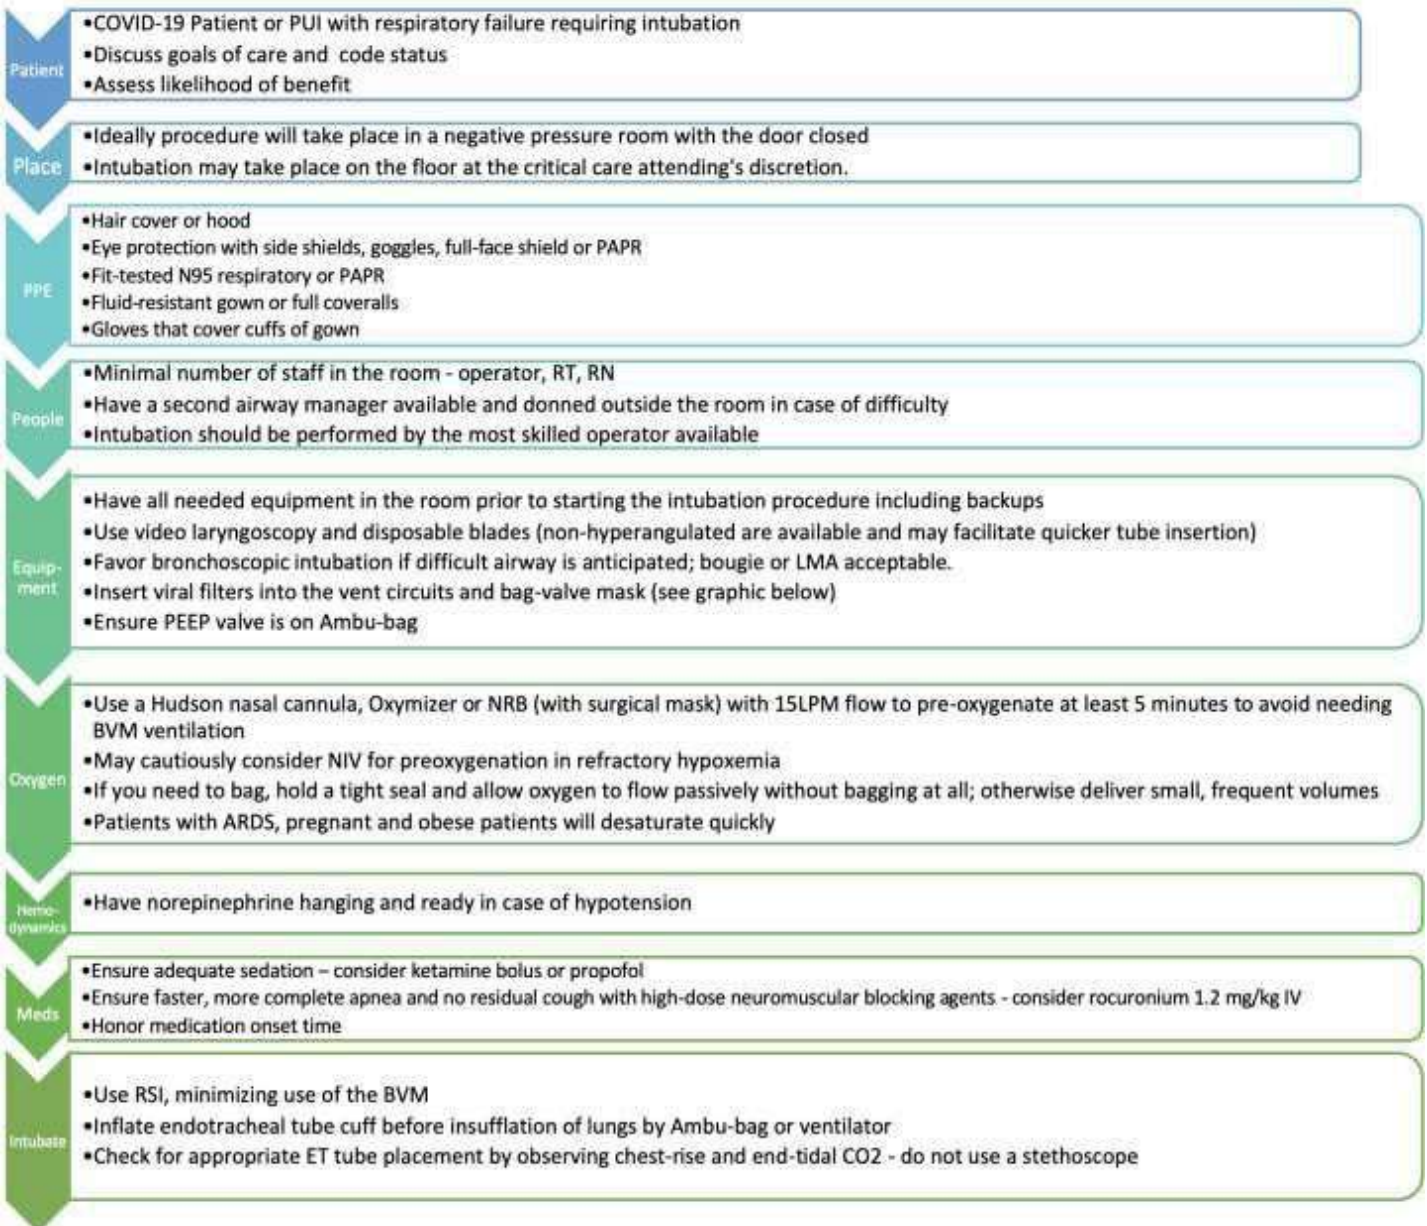 Patient
•COVID-19 Patient or PUI with respiratory failure requiring intubation
•Discuss goals of care and code status
•Assess likelihood of benefit
Place
•Ideally procedure will take place in a negative pressure room with the door closed
•Intubation may take place on the floor at the critical care attending's discretion.
PPE
•Hair cover or hood
•Eye protection with side shields, goggles, full-face shield or PAPR
•Fit-tested N95 respiratory or PAPR
•Fluid-resistant gown or full coveralls
•Gloves that cover cuffs of gown
People
•Minimal number of staff in the room - operator, RT, RN
•Have a second airway manager available and donned outside the room in case of difficulty
•Intubation should be performed by the most skilled operator available
Equip-
ment
•Have all needed equipment in the room prior to starting the intubation procedure including backups
•Use video laryngoscopy and disposable blades (non-hyperangulated are available and may facilitate quicker tube insertion)
•Favor bronchoscopic intubation if difficult airway is anticipated; bougie or LMA acceptable.
•Insert viral filters into the vent circuits and bag-valve mask (see graphic below)
•Ensure PEEP valve is on Ambu-bag
Oxygen
•Use a Hudson nasal cannula, Oxymizer or NRB (with surgical mask) with 15LPM flow to pre-oxygenate at least 5 minutes to avoid needing
BVM ventilation
•May cautiously consider NIV for preoxygenation in refractory hypoxemia
•If you need to bag, hold a tight seal and allow oxygen to flow passively without bagging at all; otherwise deliver small, frequent volumes
•Patients with ARDS, pregnant and obese patients will desaturate quickly
Hemo-
dynamics
•Have norepinephrine hanging and ready in case of hypotension
Meds
•Ensure adequate sedation – consider ketamine bolus or propofol
•Ensure faster, more complete apnea and no residual cough with high-dose neuromuscular blocking agents - consider rocuronium 1.2 mg/kg IV
•Honor medication onset time
Intubate
•Use RSI, minimizing use of the BVM
•Inflate endotracheal tube cuff before insufflation of lungs by Ambu-bag or ventilator
•Check for appropriate ET tube placement by observing chest-rise and end-tidal CO2 - do not use a stethoscope